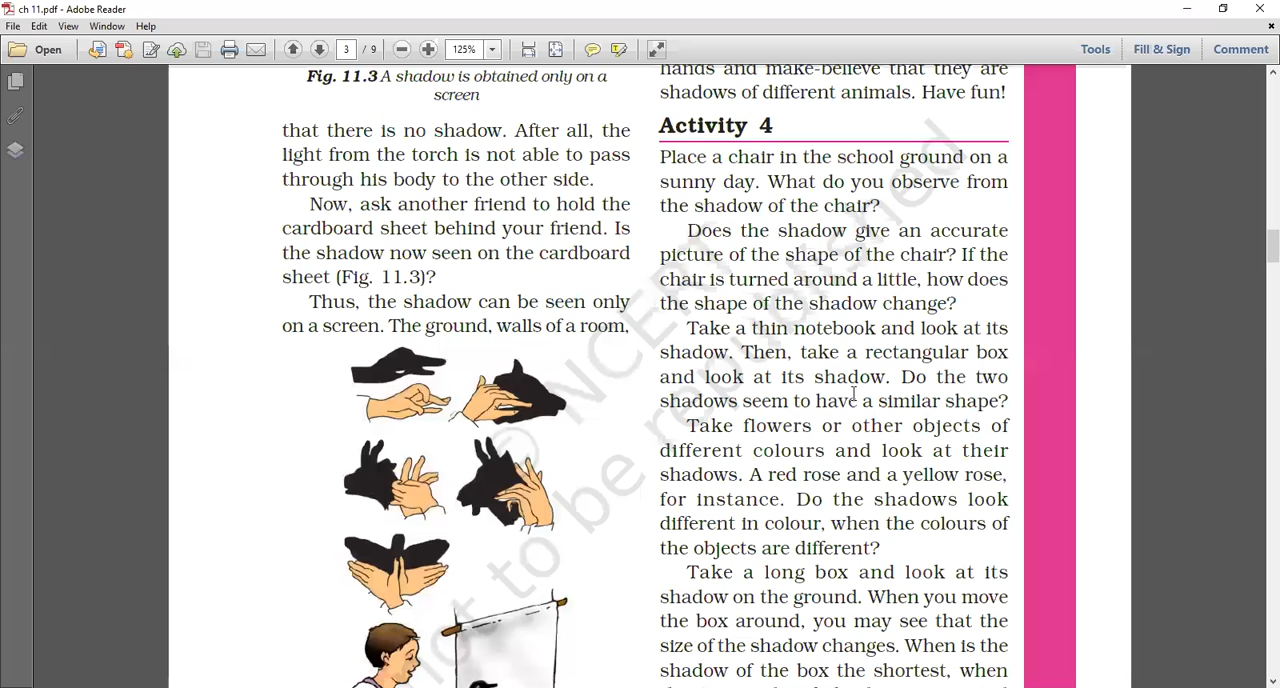 ch 11.pdf - Adobe Reader
File Edit View Window Help
Open 3 / 9 125% Tools Fill & Sign Comment
Fig. 11.3 A shadow is obtained only on a
screen
that there is no shadow. After all, the
light from the torch is not able to pass
through his body to the other side.
Now, ask another friend to hold the
cardboard sheet behind your friend. Is
the shadow now seen on the cardboard
sheet (Fig. 11.3)?
Thus, the shadow can be seen only
on a screen. The ground, walls of a room,
hands and make-believe that they are
shadows of different animals. Have fun!
Activity 4
Place a chair in the school ground on a
sunny day. What do you observe from
the shadow of the chair?
Does the shadow give an accurate
picture of the shape of the chair? If the
chair is turned around a little, how does
the shape of the shadow change?
Take a thin notebook and look at its
shadow. Then, take a rectangular box
and look at its shadow. Do the two
shadows seem to have a similar shape?
Take flowers or other objects of
different colours and look at their
shadows. A red rose and a yellow rose,
for instance. Do the shadows look
different in colour, when the colours of
the objects are different?
Take a long box and look at its
shadow on the ground. When you move
the box around, you may see that the
size of the shadow changes. When is the
shadow of the box the shortest, when
© NCERT
not to be republished